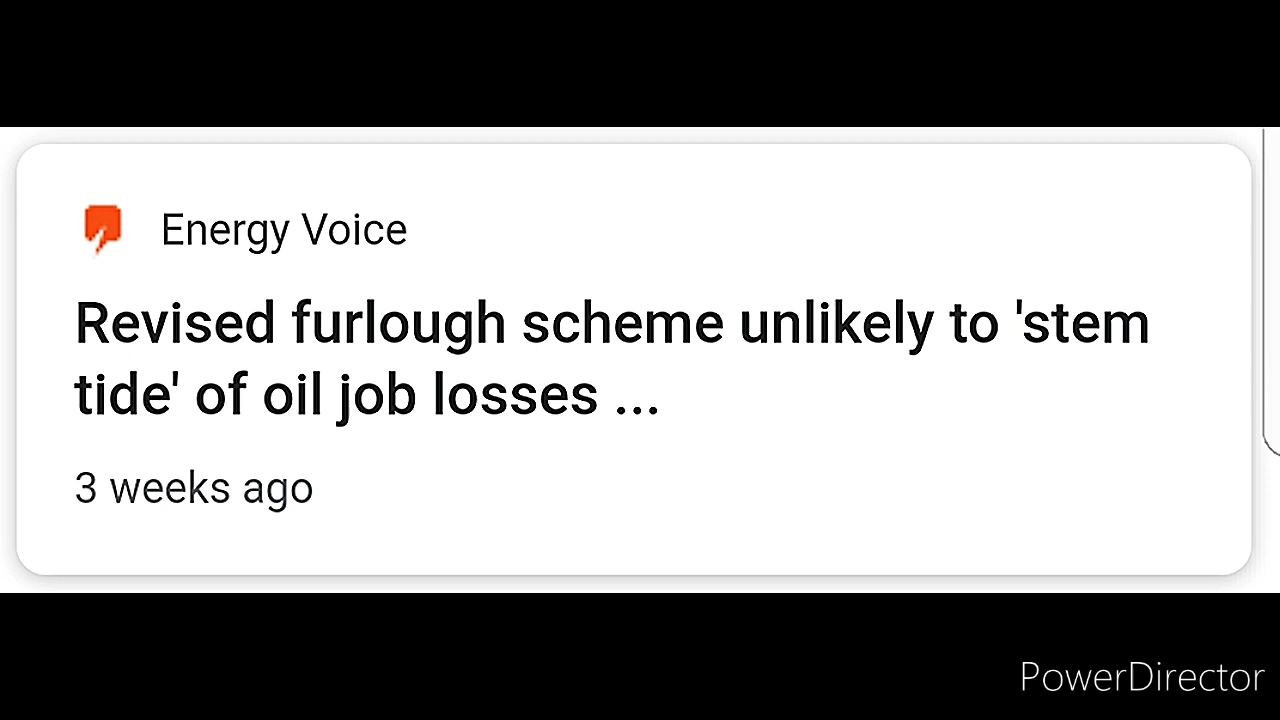 Energy Voice
Revised furlough scheme unlikely to 'stem
tide' of oil job losses ...
3 weeks ago
PowerDirector